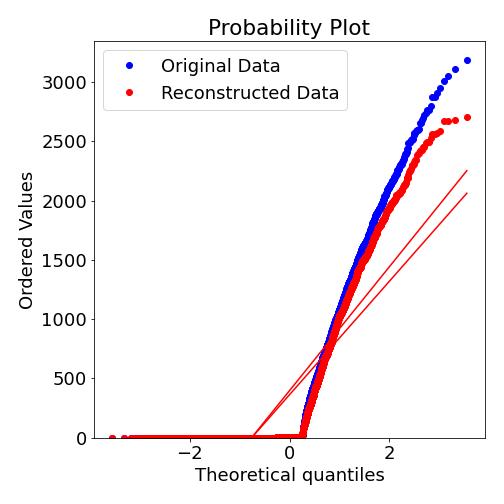 Probability Plot
Original Data
Reconstructed Data
Ordered Values
3000
2500
2000
1500
1000
500
0
−2 0 2
Theoretical quantiles